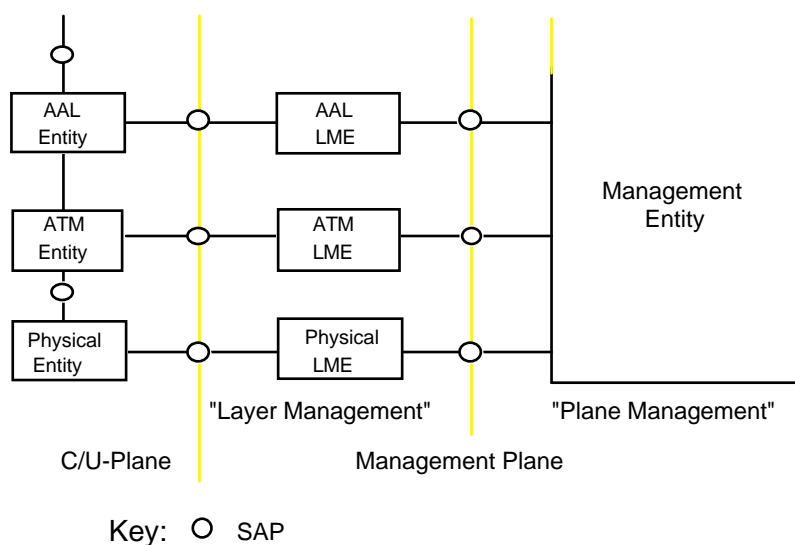 AAL
Entity
AAL
LME
Management
Entity
ATM
Entity
ATM
LME
Physical
Entity
Physical
LME
"Layer Management"
"Plane Management"
C/U-Plane
Management Plane
Key:
SAP